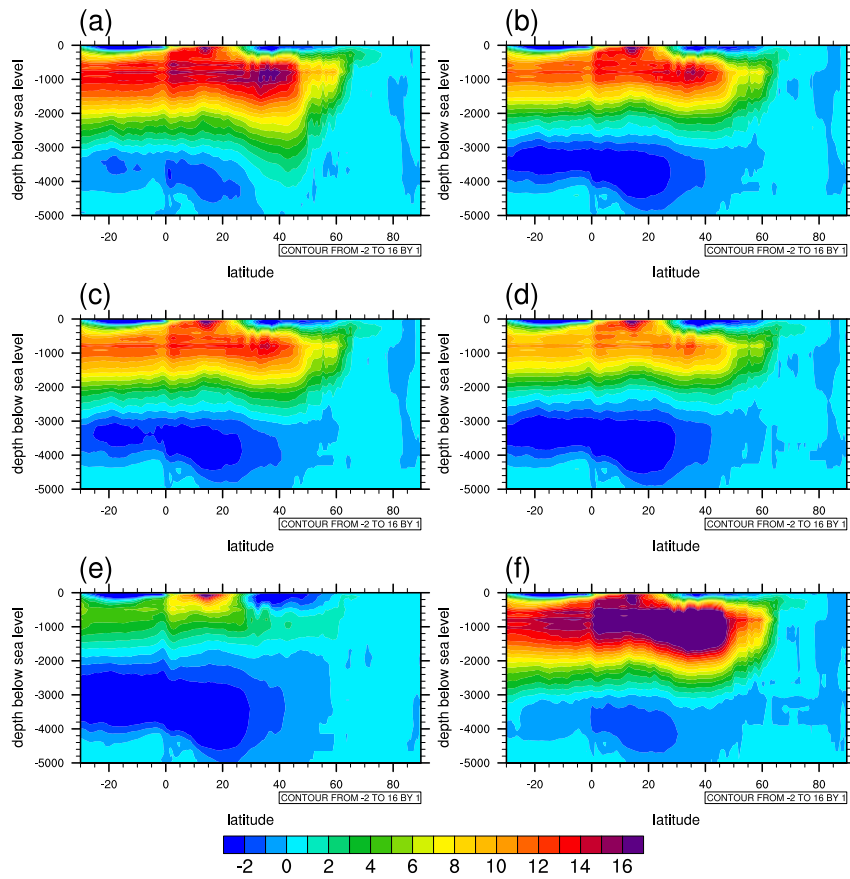 (a)
(b)
0
-1000
-2000
-3000
-4000
-5000
depth below sea level
-20 0 20 40 60 80
CONTOUR FROM -2 TO 16 BY 1
latitude
0
-1000
-2000
-3000
-4000
-5000
depth below sea level
-20 0 20 40 60 80
CONTOUR FROM -2 TO 16 BY 1
latitude
(c)
(d)
0
-1000
-2000
-3000
-4000
-5000
depth below sea level
-20 0 20 40 60 80
CONTOUR FROM -2 TO 16 BY 1
latitude
0
-1000
-2000
-3000
-4000
-5000
depth below sea level
-20 0 20 40 60 80
CONTOUR FROM -2 TO 16 BY 1
latitude
(e)
(f)
0
-1000
-2000
-3000
-4000
-5000
depth below sea level
-20 0 20 40 60 80
CONTOUR FROM -2 TO 16 BY 1
latitude
0
-1000
-2000
-3000
-4000
-5000
depth below sea level
-20 0 20 40 60 80
CONTOUR FROM -2 TO 16 BY 1
latitude
-2 0 2 4 6 8 10 12 14 16